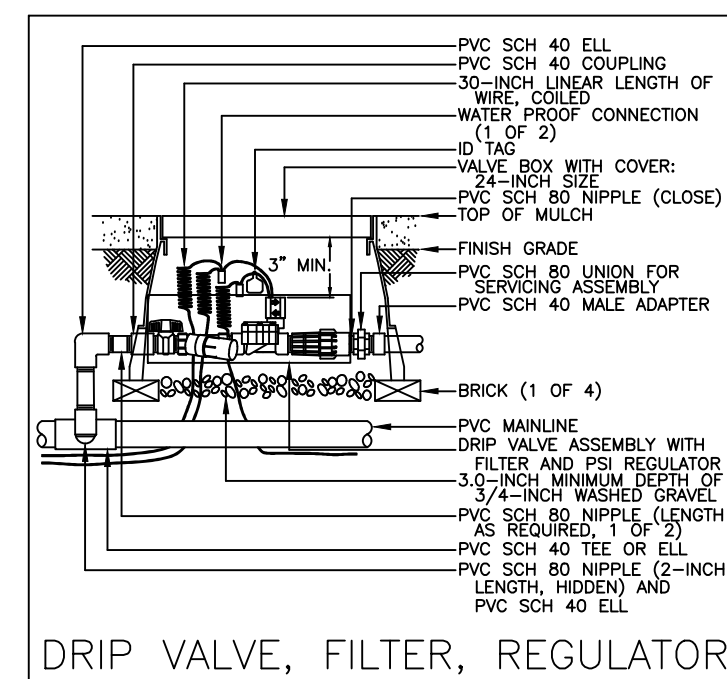 PVC SCH 40 ELL
PVC SCH 40 COUPLING
30-INCH LINEAR LENGTH OF
WIRE, COILED
WATER PROOF CONNECTION
(1 OF 2)
ID TAG
VALVE BOX WITH COVER:
24-INCH SIZE
PVC SCH 80 NIPPLE (CLOSE)
TOP OF MULCH
FINISH GRADE
3" MIN.
PVC SCH 80 UNION FOR
SERVICING ASSEMBLY
PVC SCH 40 MALE ADAPTER
BRICK (1 OF 4)
PVC MAINLINE
DRIP VALVE ASSEMBLY WITH
FILTER AND PSI REGULATOR
3.0-INCH MINIMUM DEPTH OF
3/4-INCH WASHED GRAVEL
PVC SCH 80 NIPPLE (LENGTH
AS REQUIRED, 1 OF 2)
PVC SCH 40 TEE OR ELL
PVC SCH 80 NIPPLE (2-INCH
LENGTH, HIDDEN) AND
PVC SCH 40 ELL
DRIP VALVE, FILTER, REGULATOR